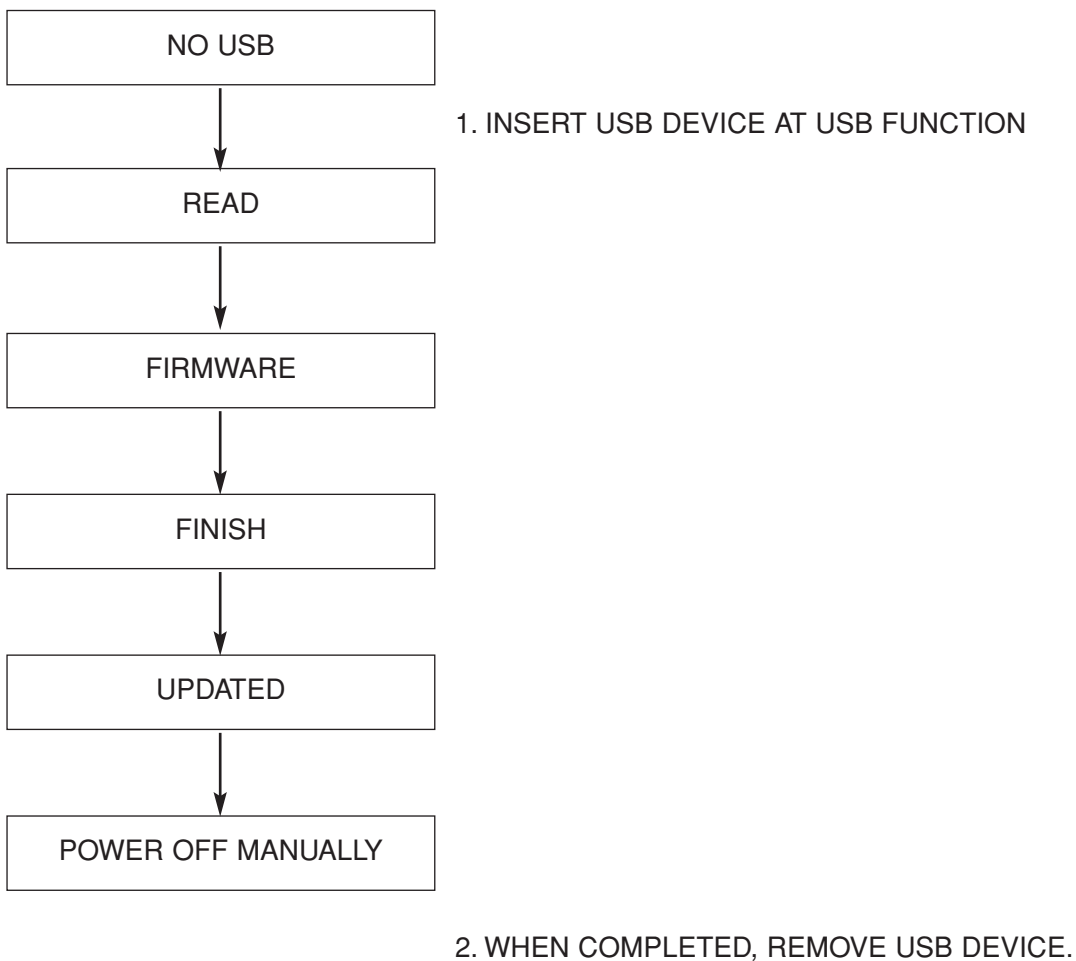 NO USB
1. INSERT USB DEVICE AT USB FUNCTION
READ
FIRMWARE
FINISH
UPDATED
POWER OFF MANUALLY
2. WHEN COMPLETED, REMOVE USB DEVICE.